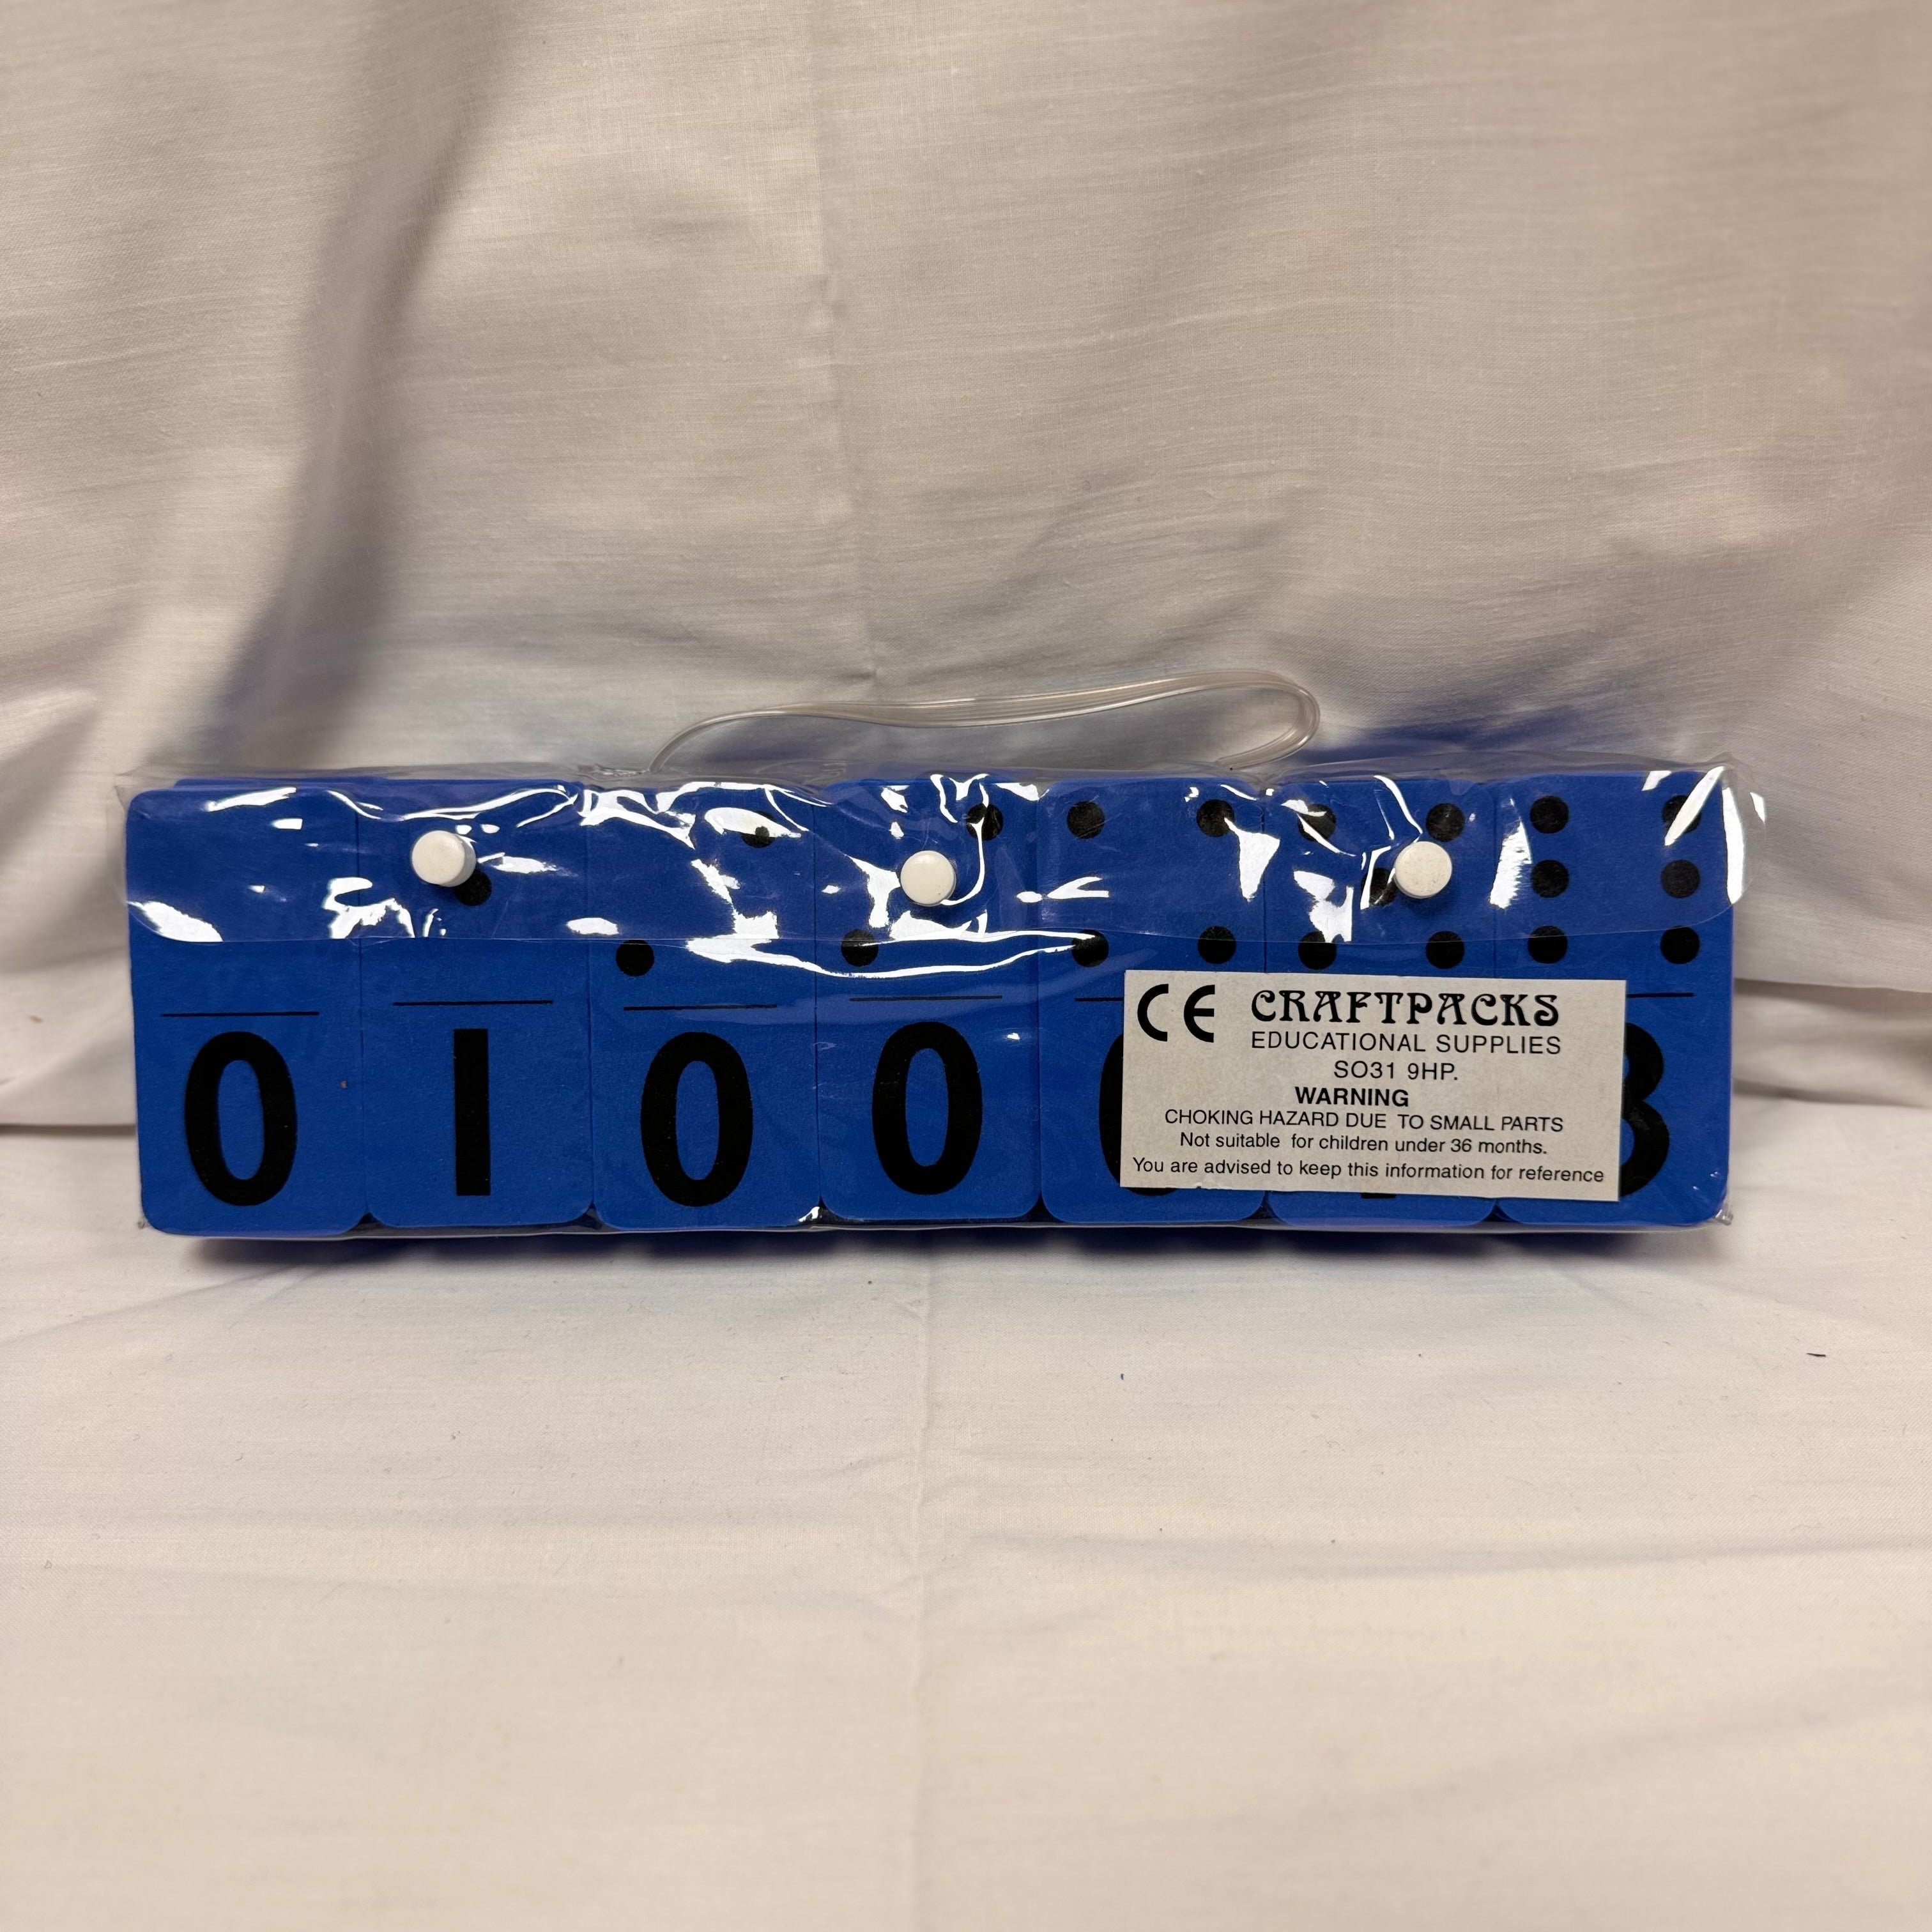 0 1 0 0
CE CRAFTPACKS
EDUCATIONAL SUPPLIES
SO31 9HP.
WARNING
CHOKING HAZARD DUE TO SMALL PARTS
Not suitable for children under 36 months.
You are advised to keep this information for reference